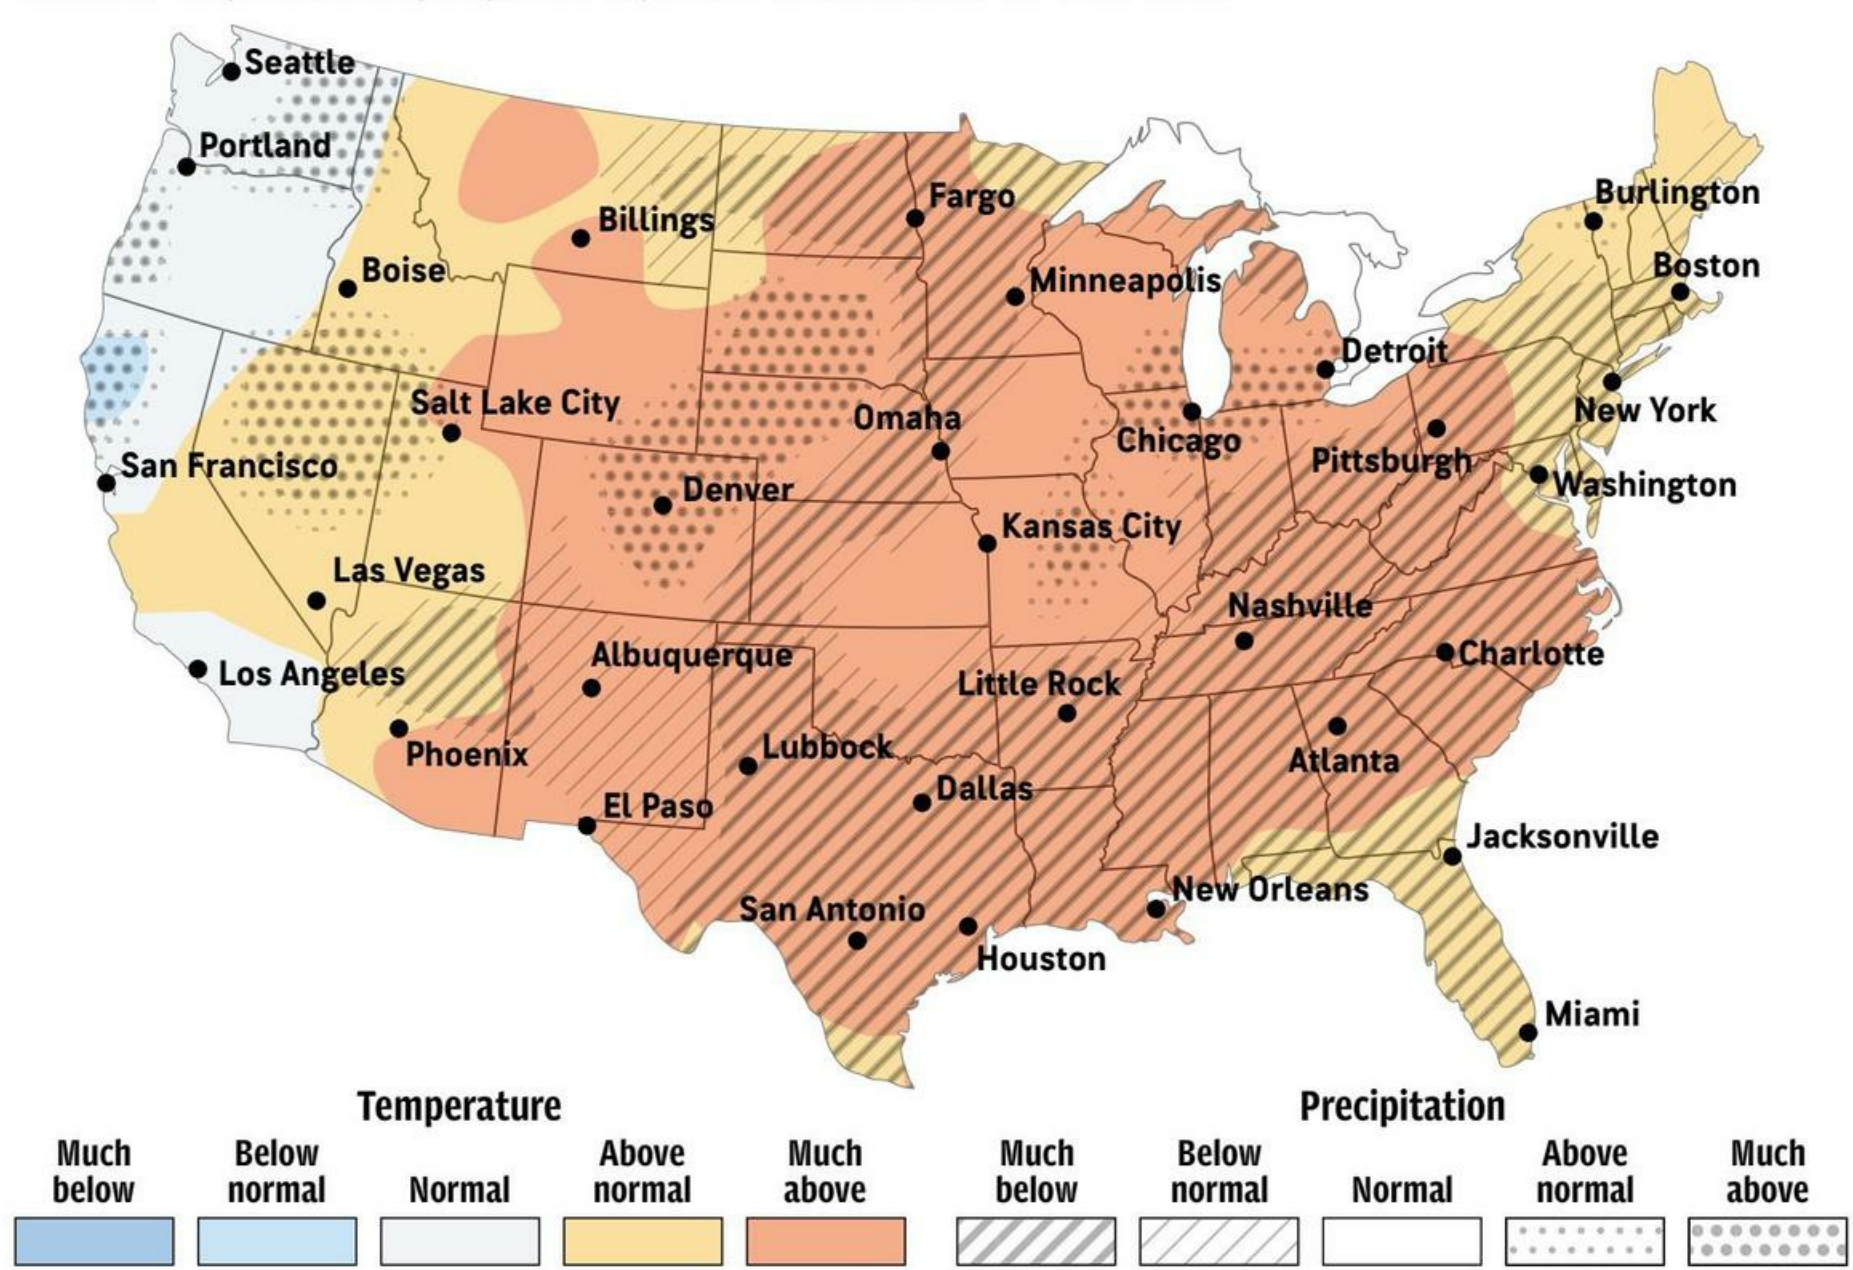 Seattle
Portland
Fargo
Burlington
Billings
Boston
Boise
Minneapolis
Detroit
Salt Lake City
Omaha
New York
Chicago
Pittsburgh
San Francisco
Denver
Washington
Kansas City
Las Vegas
Nashville
Albuquerque
Charlotte
Los Angeles
Little Rock
Phoenix
Lubbock
Atlanta
Dallas
El Paso
Jacksonville
New Orleans
San Antonio
Houston
Miami
Temperature
Much
below
Below
normal
Normal
Above
normal
Much
above
Precipitation
Much
below
Below
normal
Normal
Above
normal
Much
above